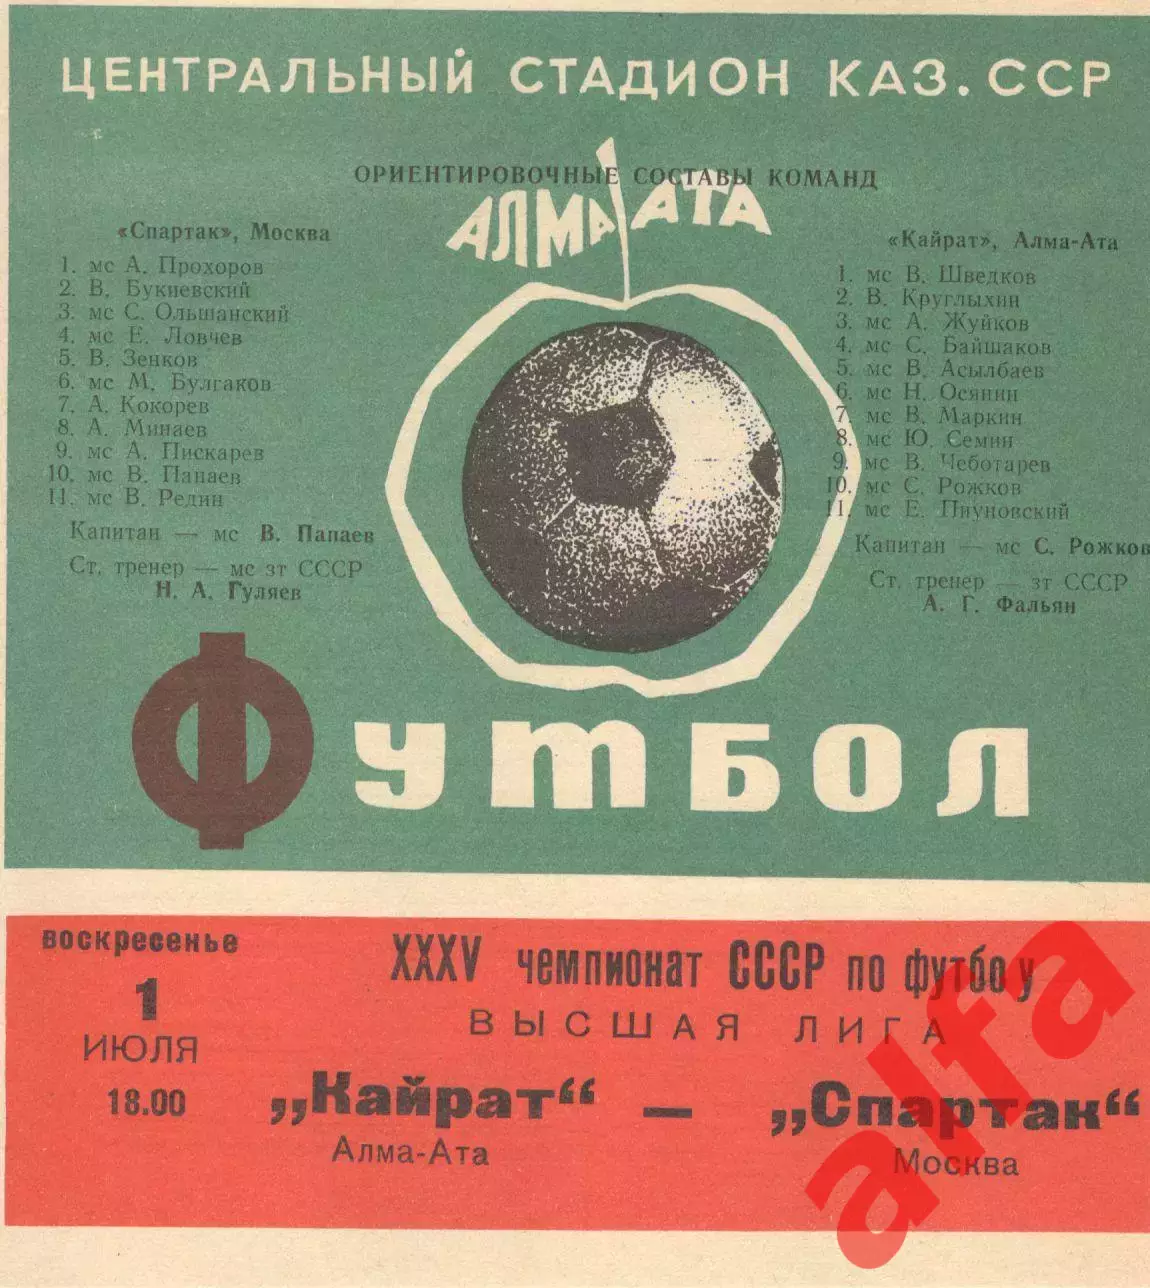 ЦЕНТРАЛЬНЫЙ СТАДИОН КАЗ. ССР
ОРИЕНТИРОВОЧНЫЕ СОСТАВЫ КОМАНД
АЛМА АТА
«Спартак», Москва
1. мс А. Прохоров
2. В. Букиевский
3. мс С. Ольшанский
4. мс Е. Ловчев
5. В. Зенков
6. мс М. Булгаков
7. А. Кокорев
8. А. Минаев
9. мс А. Пискарев
10. мс В. Папаев
11. мс В. Редин
Капитан — мс В. Папаев
Ст. тренер — мс зт СССР
Н. А. Гуляев
«Кайрат», Алма-Ата
1. мс В. Шведков
2. В. Круглыхин
3. мс А. Жуйков
4. мс С. Байшаков
5. мс В. Асылбаев
6. мс Н. Осянин
7. мс В. Маркин
8. мс Ю. Семин
9. мс В. Чеботарев
10. мс С. Рожков
11. мс Е. Пиуновский
Капитан — мс С. Рожков
Ст. тренер — зт СССР
А. Г. Фальян
ФУТБОЛ
воскресенье
1
ИЮЛЯ
18.00
XXXV чемпионат СССР по футбо у
ВЫСШАЯ ЛИГА
„Кайрат“ — „Спартак“
Алма-Ата Москва
alfa